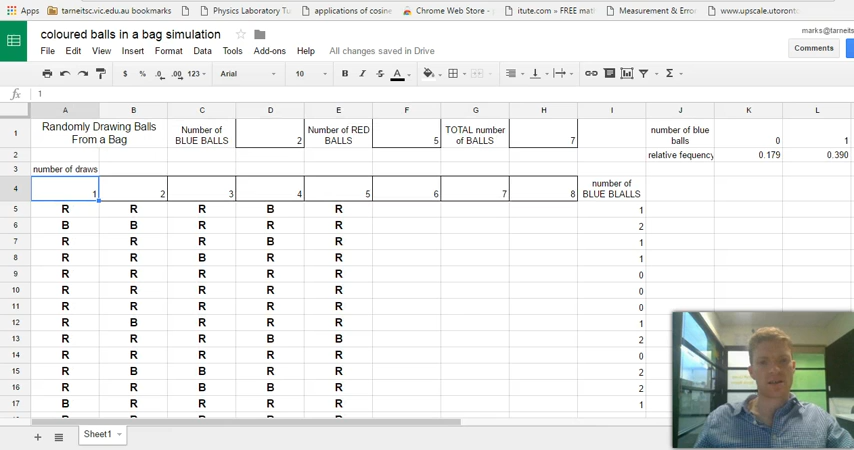 Apps tarneitsc.vic.edu.au bookmarks Physics Laboratory Tu applications of cosine Chrome Web Store - itute.com » FREE mat Measurement & Erro www.upscale.utoront
coloured balls in a bag simulation
marks@tarneits
File Edit View Insert Format Data Tools Add-ons Help All changes saved in Drive
Comments
$ % .0 .00 123 Arial 10 B I S A
fx 1
A B C D E F G H I J K L
1 Randomly Drawing Balls From a Bag Number of BLUE BALLS 2 Number of RED BALLS 5 TOTAL number of BALLS 7 number of blue balls 0 1
2 relative fequency 0.179 0.390
3 number of draws
4 1 2 3 4 5 6 7 8 number of BLUE BLALLS
5 R R R B R 1
6 B B R R R 2
7 R R R B R 1
8 R R B R R 1
9 R R R R R 0
10 R R R R R 0
11 R R R R R 0
12 R B R R R 1
13 R R R B B 2
14 R R R R R 0
15 R B B R R 2
16 R R B B R 2
17 B R R R R 1
+ Sheet1